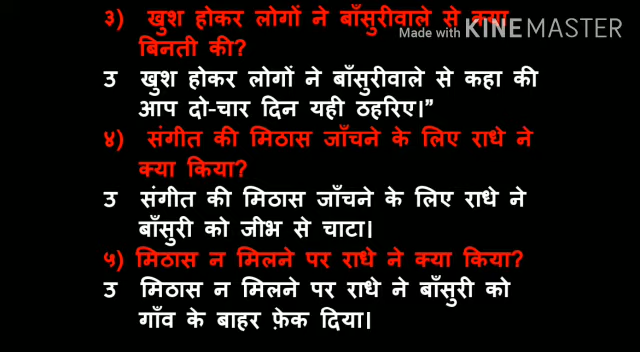 ३) खुश होकर लोगों ने बाँसुरीवाले से क्या
Made with KINEMASTER
बिनती की?
उ खुश होकर लोगों ने बाँसुरीवाले से कहा की
आप दो-चार दिन यही ठहरिए।”
४) संगीत की मिठास जाँचने के लिए राधे ने
क्या किया?
उ संगीत की मिठास जाँचने के लिए राधे ने
बाँसुरी को जीभ से चाटा।
५) मिठास न मिलने पर राधे ने क्या किया?
उ मिठास न मिलने पर राधे ने बाँसुरी को
गाँव के बाहर फ़ेक दिया।